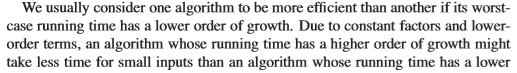 We usually consider one algorithm to be more efficient than another if its worst-
case running time has a lower order of growth. Due to constant factors and lower-
order terms, an algorithm whose running time has a higher order of growth might
take less time for small inputs than an algorithm whose running time has a lower